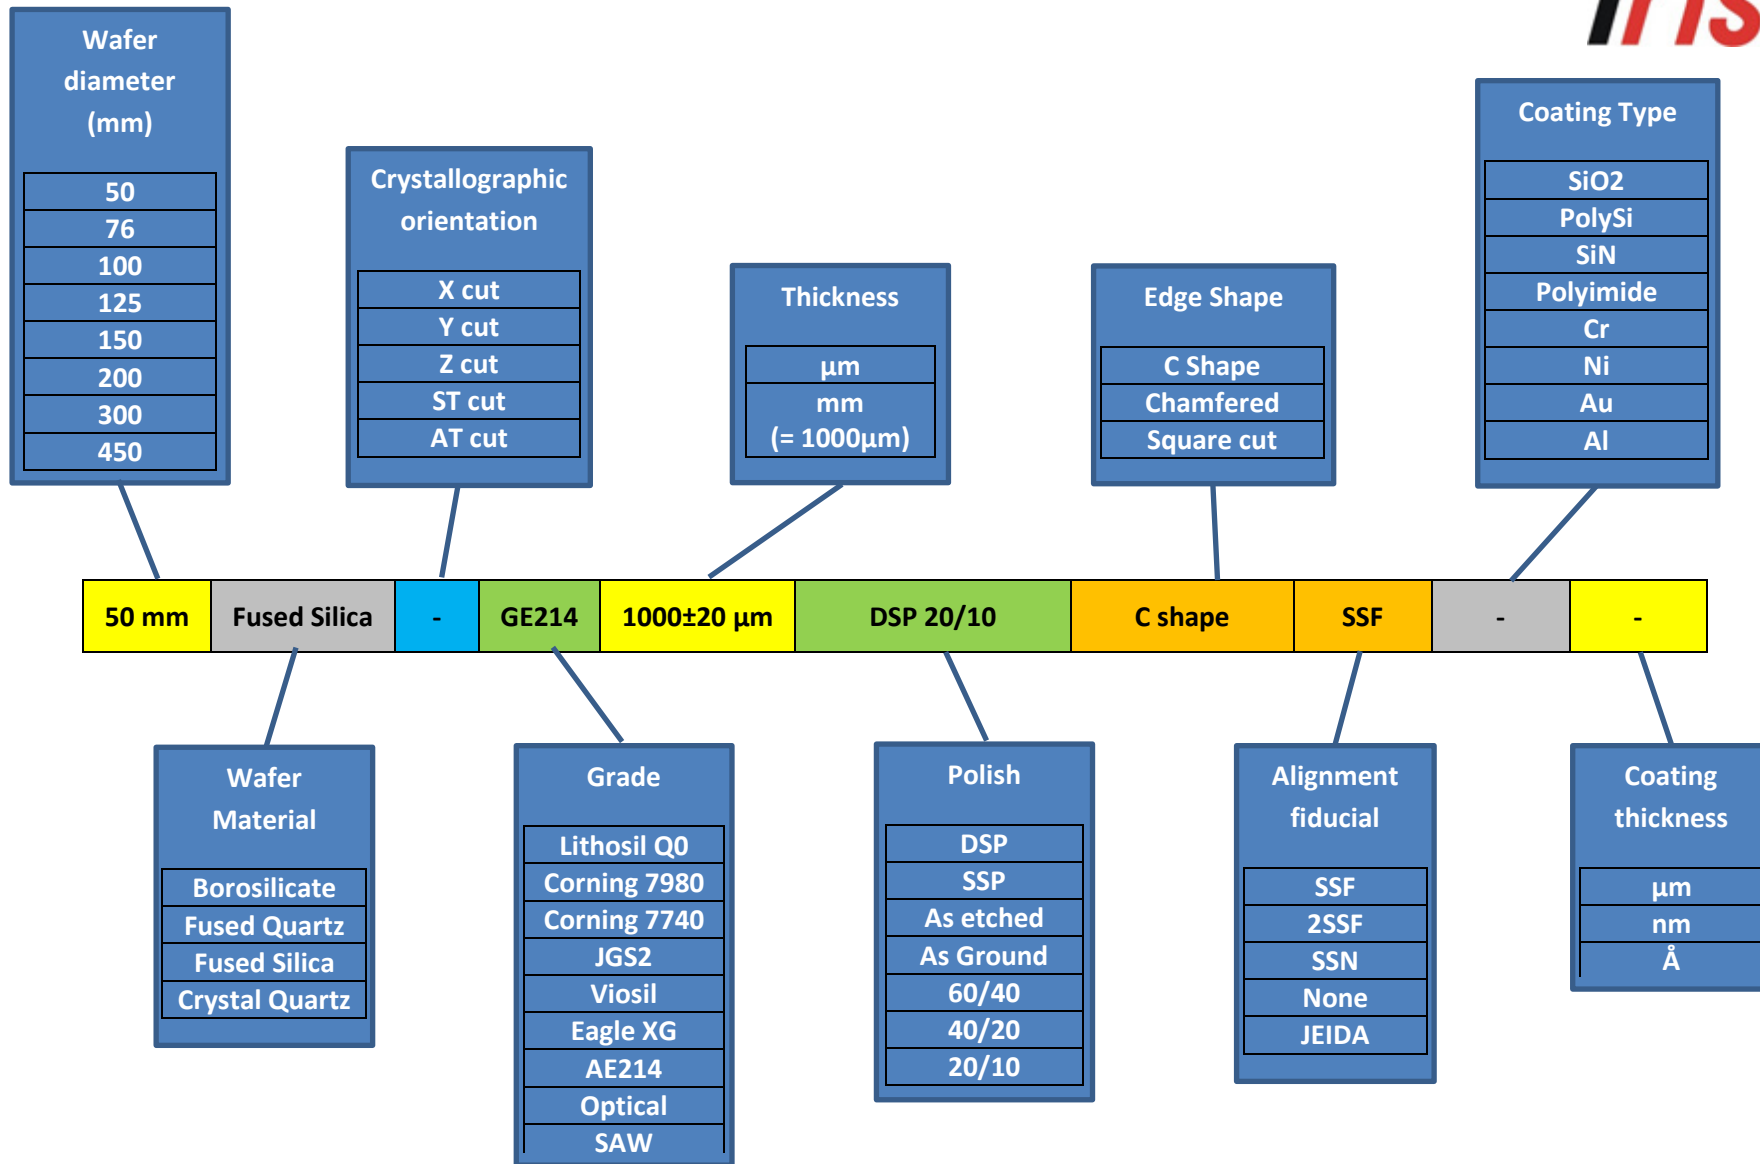 Wafer
diameter
(mm)
50
76
100
125
150
200
300
450
Crystallographic
orientation
X cut
Y cut
Z cut
ST cut
AT cut
Thickness
µm
mm
(= 1000µm)
Edge Shape
C Shape
Chamfered
Square cut
Coating Type
SiO2
PolySi
SiN
Polyimide
Cr
Ni
Au
Al
50 mm Fused Silica - GE214 1000±20 µm DSP 20/10 C shape SSF - -
Wafer
Material
Borosilicate
Fused Quartz
Fused Silica
Crystal Quartz
Grade
Lithosil Q0
Corning 7980
Corning 7740
JGS2
Viosil
Eagle XG
AE214
Optical
SAW
Polish
DSP
SSP
As etched
As Ground
60/40
40/20
20/10
Alignment
fiducial
SSF
2SSF
SSN
None
JEIDA
Coating
thickness
µm
nm
Å